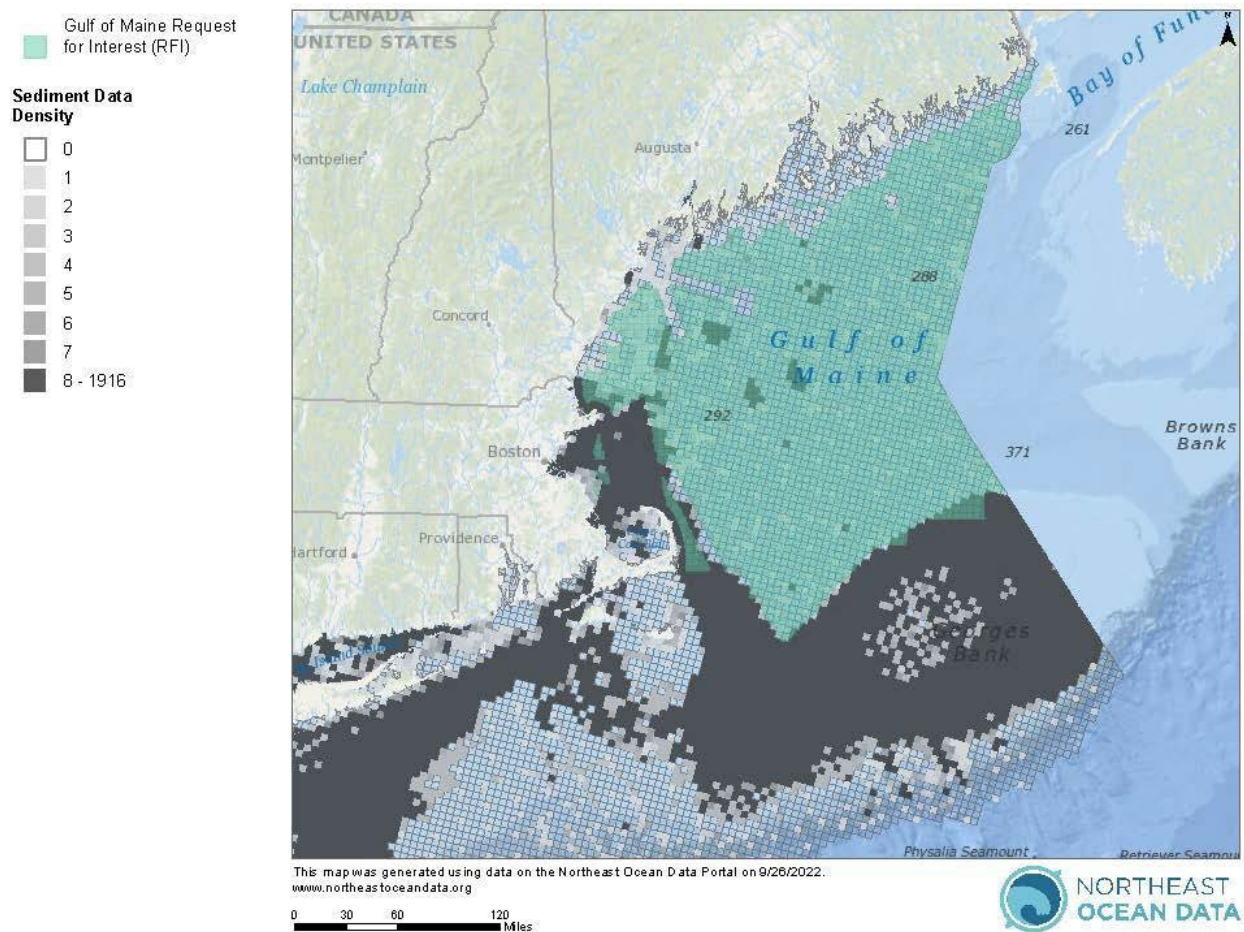 Gulf of Maine Request
for Interest (RFI)
Sediment Data
Density
0
1
2
3
4
5
6
7
8 - 1916
CANADA
UNITED STATES
Lake Champlain
Bay of Fun
261
Montpelier
Augusta
288
Concord
Gulf of
Maine
292
Browns
Bank
371
Boston
Hartford
Providence
Georges
Bank
Physalia Seamount
Retriever Seamou
N
This map was generated using data on the Northeast Ocean Data Portal on 9/26/2022.
www.northeastoceandata.org
0 30 60 120
Miles
NORTHEAST
OCEAN DATA